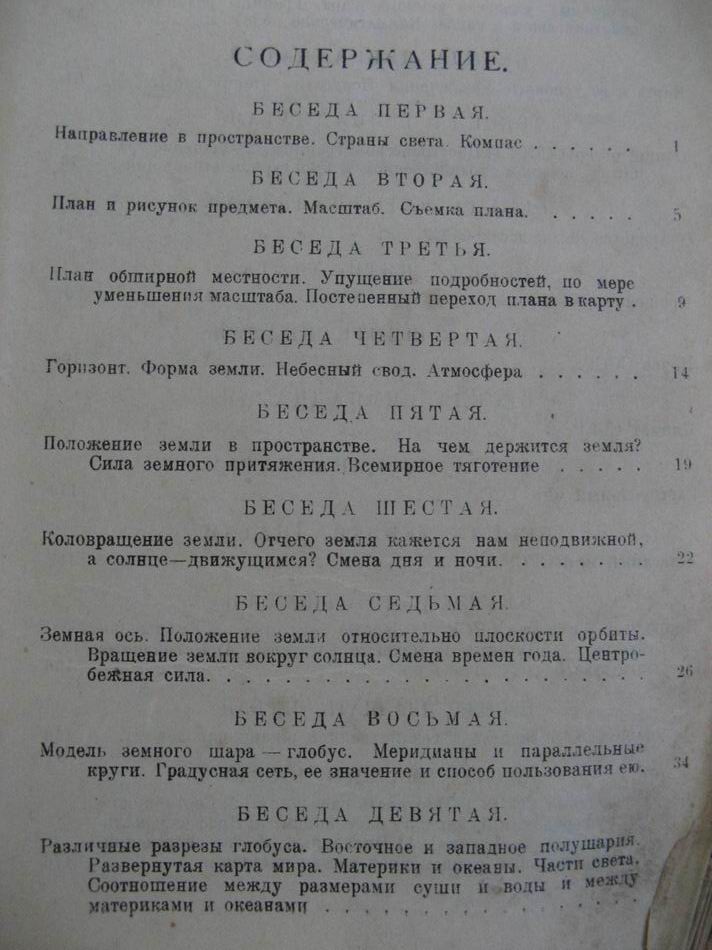 СОДЕРЖАНИЕ.
БЕСЕДА ПЕРВАЯ.
Направление в пространстве. Страны света. Компас . . . . . . 1
БЕСЕДА ВТОРАЯ.
План и рисунок предмета. Масштаб. Съемка плана. . . . . . 5
БЕСЕДА ТРЕТЬЯ.
План обширной местности. Упущение подробностей, по мере
уменьшения масштаба. Постепенный переход плана в карту . 9
БЕСЕДА ЧЕТВЕРТАЯ.
Горизонт. Форма земли. Небесный свод. Атмосфера . . . . . . 14
БЕСЕДА ПЯТАЯ.
Положение земли в пространстве. На чем держится земля?
Сила земного притяжения. Всемирное тяготение . . . . . 19
БЕСЕДА ШЕСТАЯ.
Коловращение земли. Отчего земля кажется нам неподвижной,
а солнце—движущимся? Смена дня и ночи. . . . . . . . 22
БЕСЕДА СЕДЬМАЯ.
Земная ось. Положение земли относительно плоскости орбиты.
Вращение земли вокруг солнца. Смена времен года. Центро-
бежная сила. . . . . . . . . . . . . . . . . . . . . . 26
БЕСЕДА ВОСЬМАЯ.
Модель земного шара — глобус. Меридианы и параллельные
круги. Градусная сеть, ее значение и способ пользования ею. 34
БЕСЕДА ДЕВЯТАЯ.
Различные разрезы глобуса. Восточное и западное полушария.
Развернутая карта мира. Материки и океаны. Части света.
Соотношение между размерами суши и воды и между
материками и океанами . . . . . . . . . . . . . .